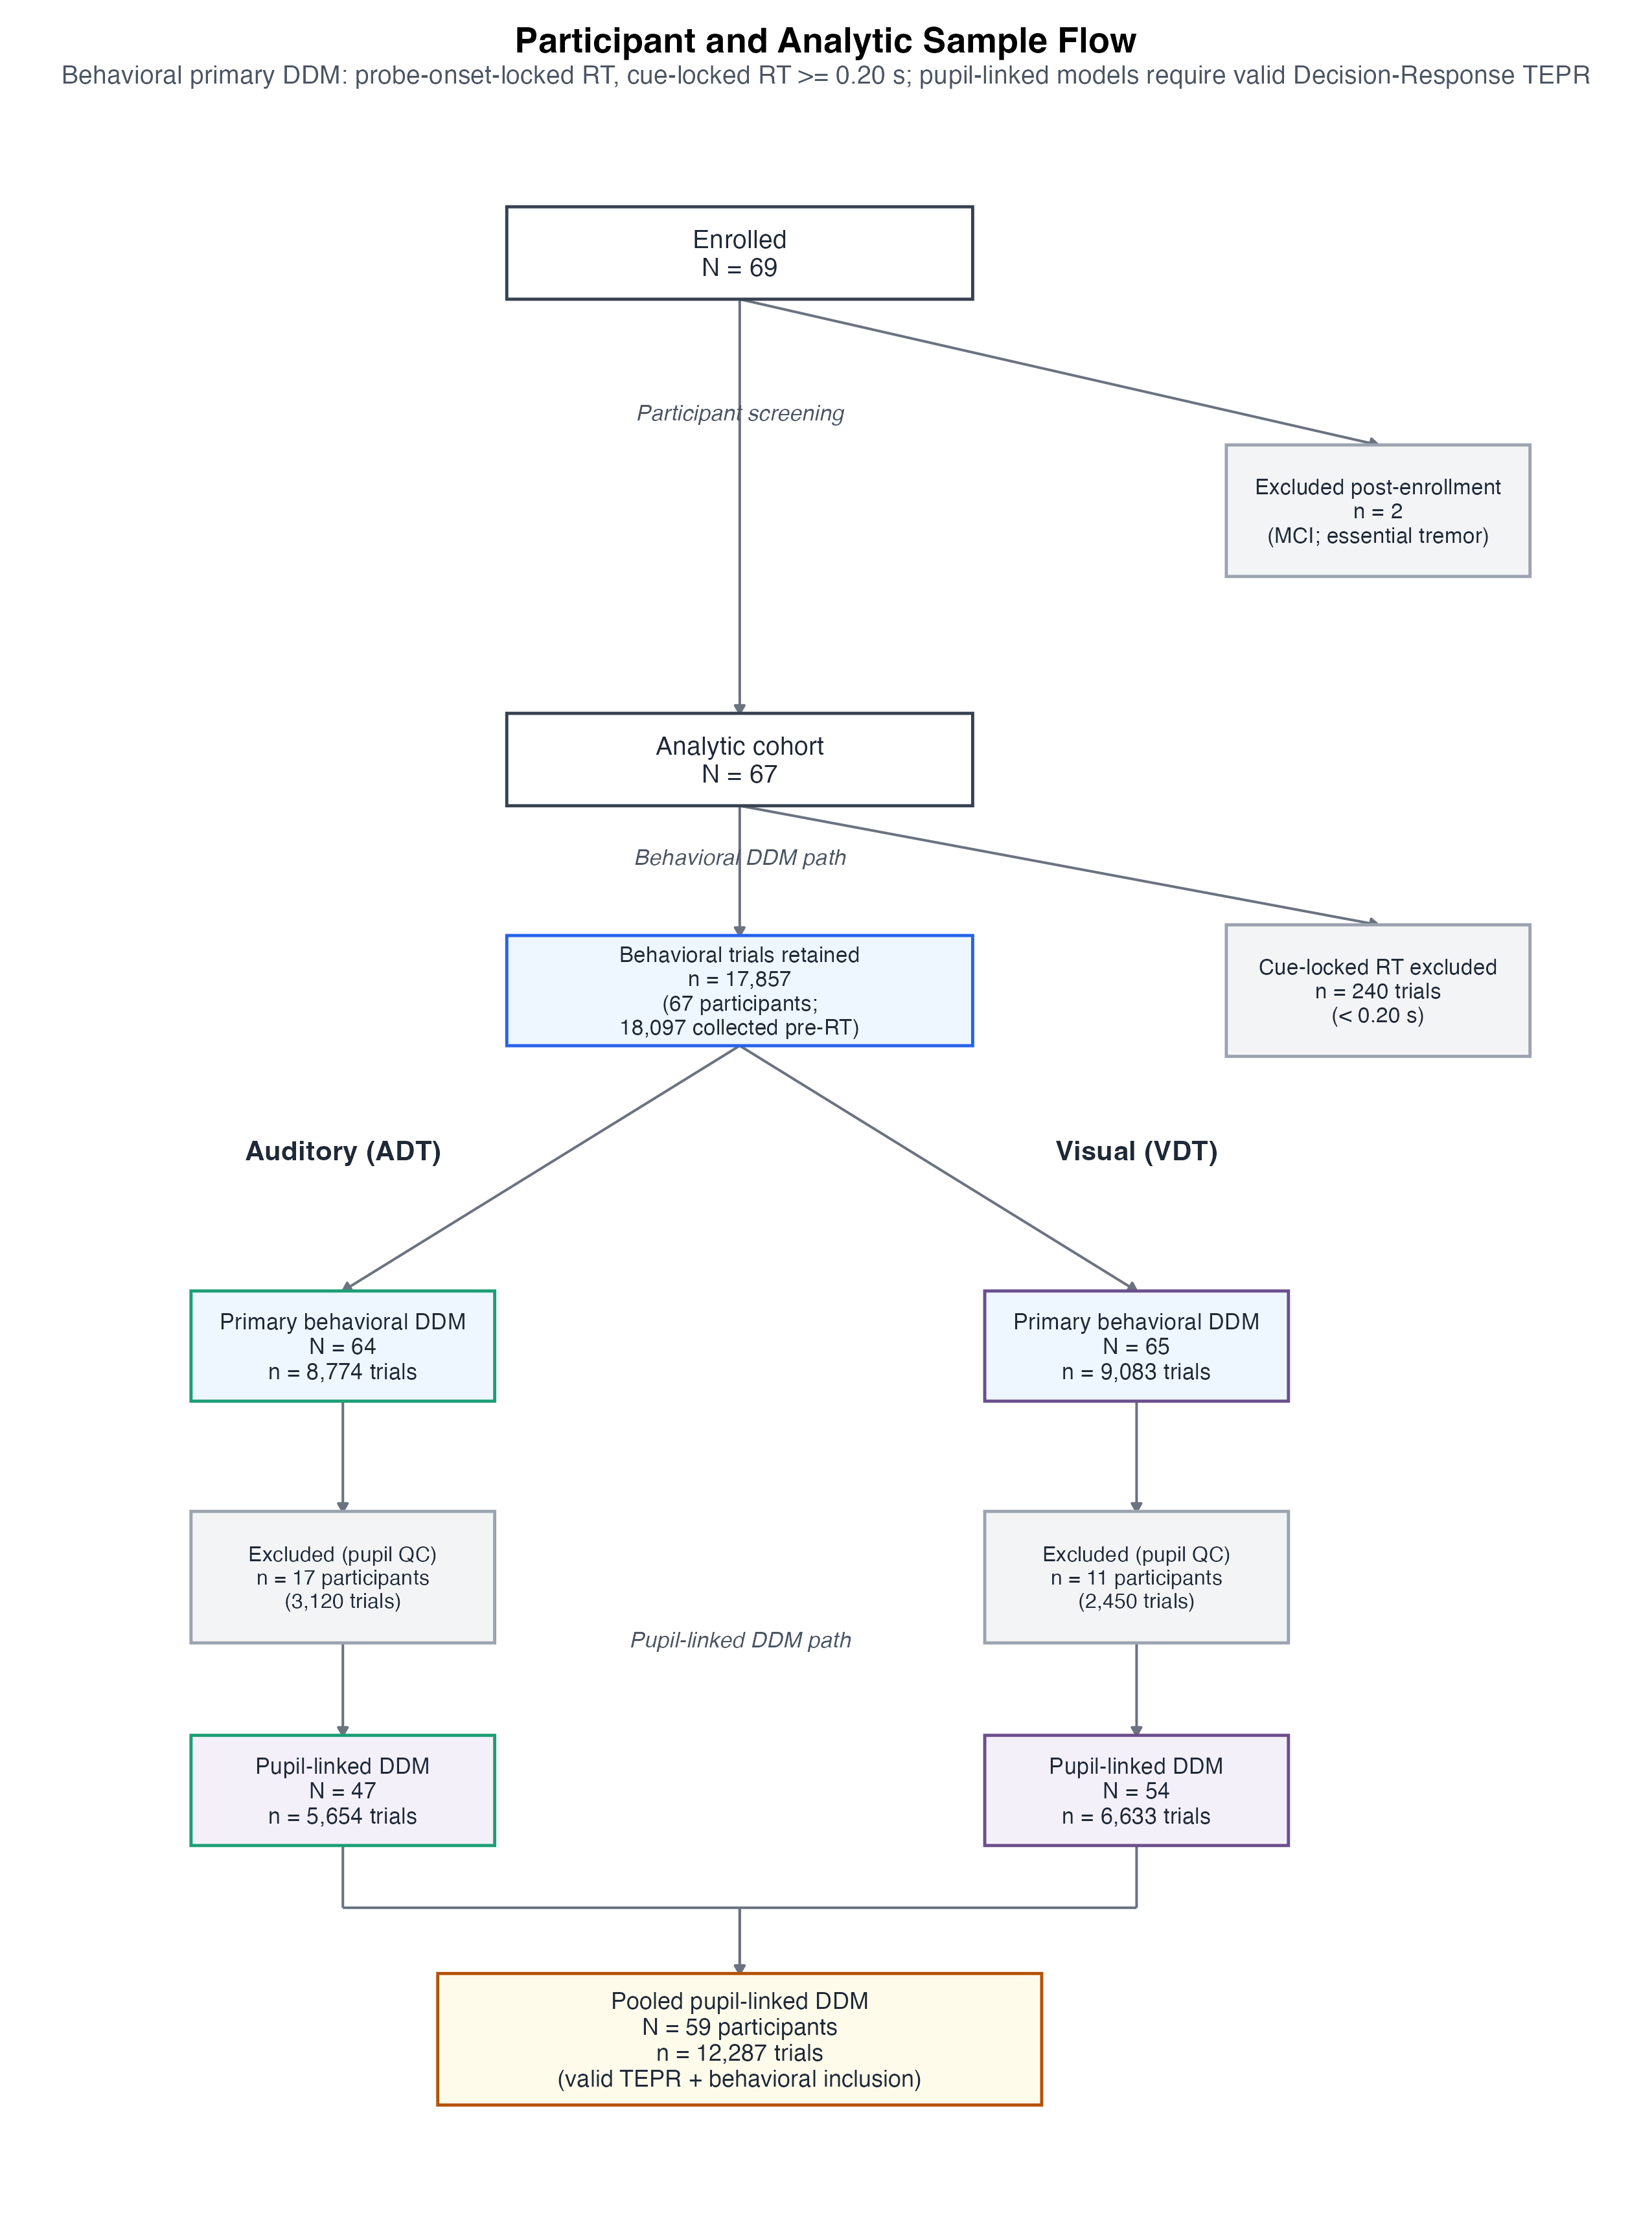 Participant and Analytic Sample Flow
Behavioral primary DDM: probe-onset-locked RT, cue-locked RT >= 0.20 s; pupil-linked models require valid Decision-Response TEPR
Enrolled
N = 69
Participant screening
Excluded post-enrollment
n = 2
(MCI; essential tremor)
Analytic cohort
N = 67
Behavioral DDM path
Behavioral trials retained
n = 17,857
(67 participants;
18,097 collected pre-RT)
Cue-locked RT excluded
n = 240 trials
(< 0.20 s)
Auditory (ADT)
Visual (VDT)
Primary behavioral DDM
N = 64
n = 8,774 trials
Primary behavioral DDM
N = 65
n = 9,083 trials
Excluded (pupil QC)
n = 17 participants
(3,120 trials)
Excluded (pupil QC)
n = 11 participants
(2,450 trials)
Pupil-linked DDM path
Pupil-linked DDM
N = 47
n = 5,654 trials
Pupil-linked DDM
N = 54
n = 6,633 trials
Pooled pupil-linked DDM
N = 59 participants
n = 12,287 trials
(valid TEPR + behavioral inclusion)